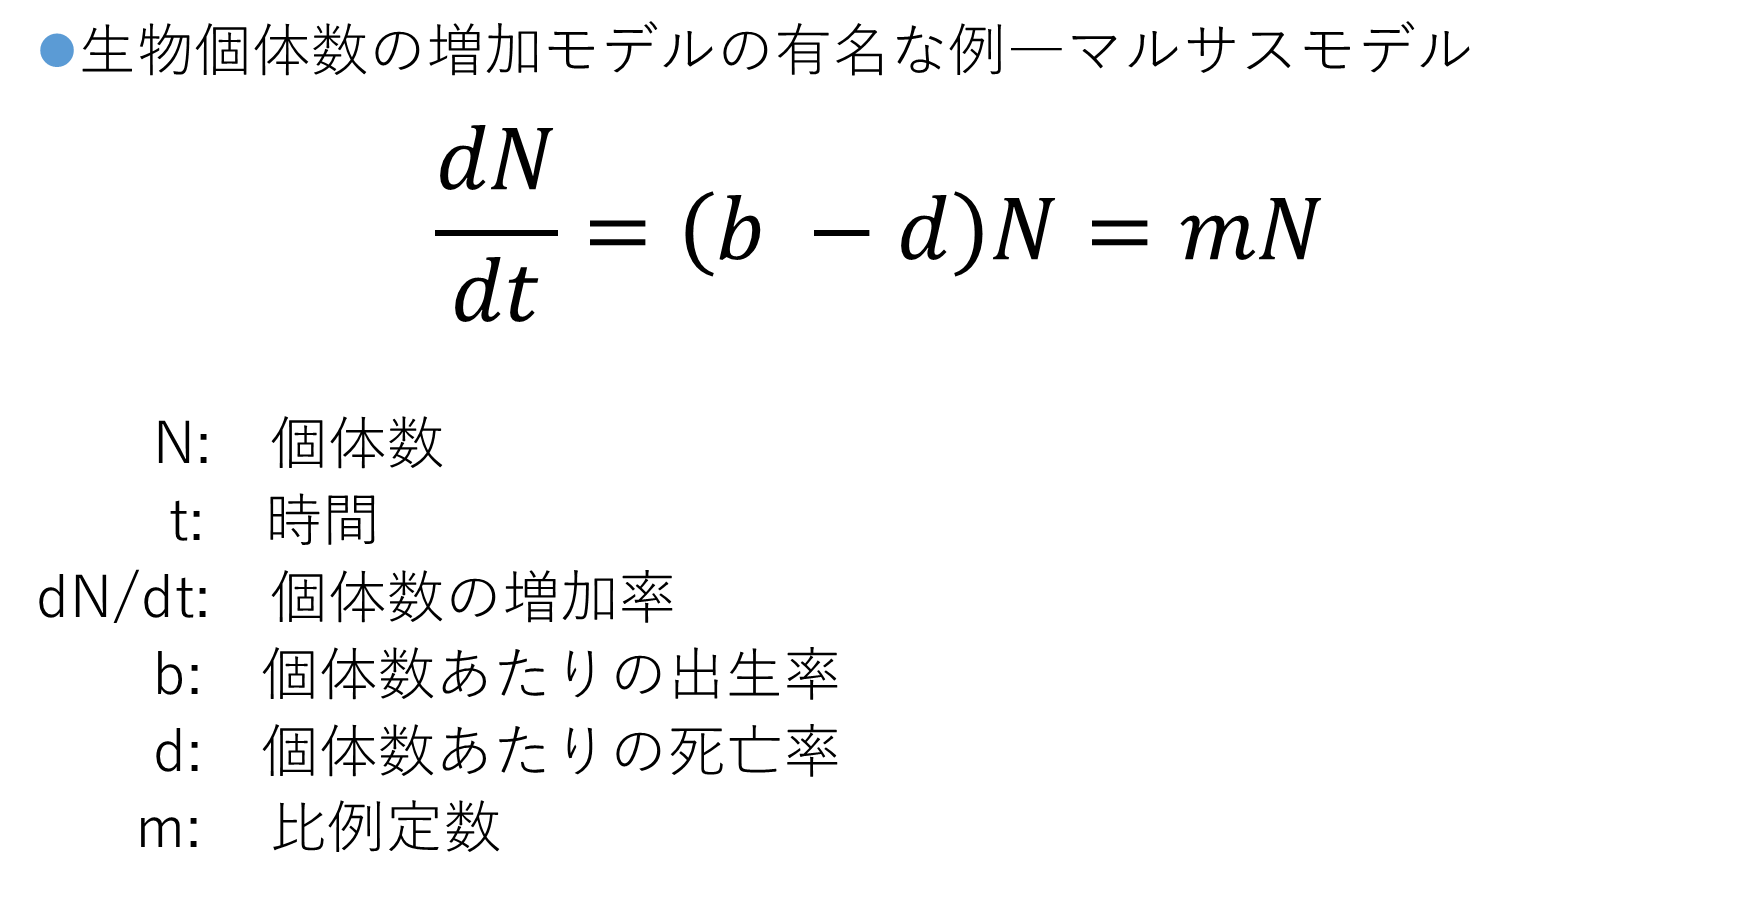 ●生物個体数の増加モデルの有名な例―マルサスモデル
dN/dt = (b − d)N = mN
N: 個体数
t: 時間
dN/dt: 個体数の増加率
b: 個体数あたりの出生率
d: 個体数あたりの死亡率
m: 比例定数